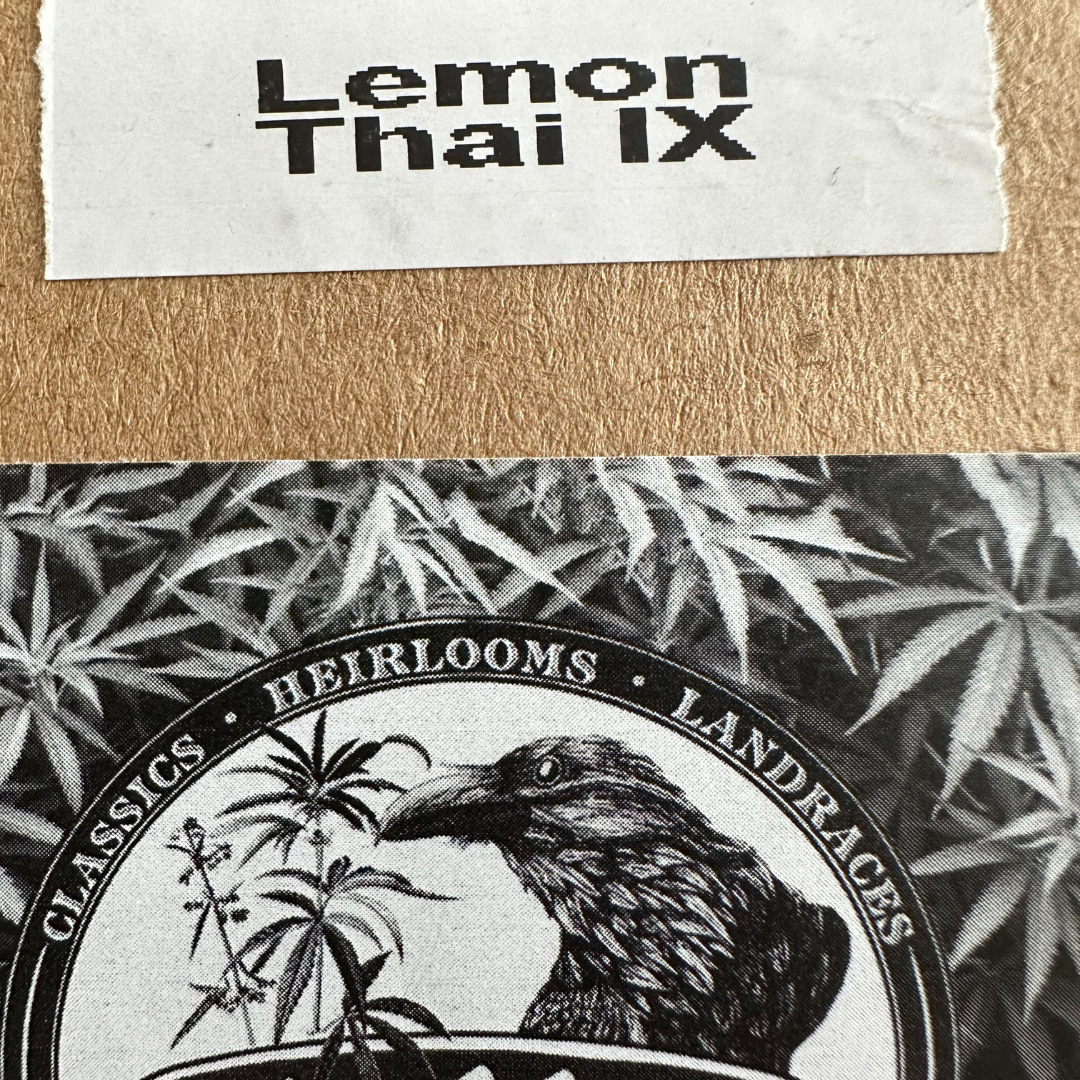 Lemon
Thai IX
CLASSICS · HEIRLOOMS · LANDRACES